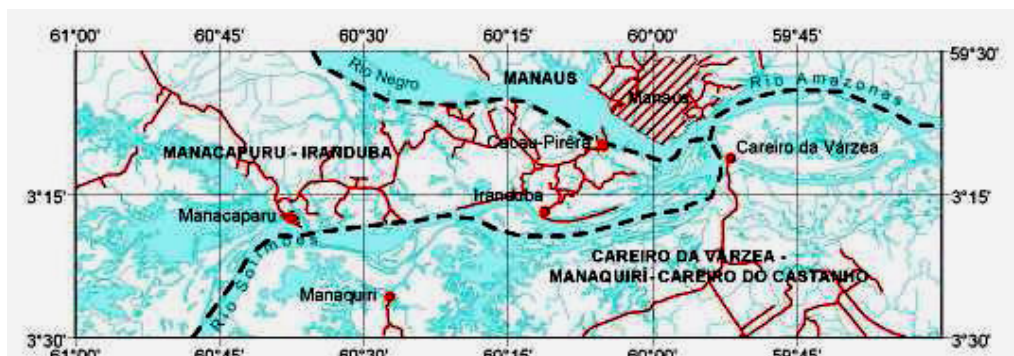 61°00' 60°45' 60°30' 60°15' 60°00' 59°45'
59°30'
Rio Negro
MANAUS
Manaus
Rio Amazonas
Cacau-Pirêra
Careiro da Várzea
MANACAPURU - IRANDUBA
3°15'
3°15'
Iranduba
Manacaparu
Rio Solimões
CAREIRO DA VÁRZEA -
MANAQUIRI-CAREIRO DO CASTANHO
Manaquiri
3°30'
3°30'
61°00' 60°45' 60°30' 60°15' 60°00' 59°45'